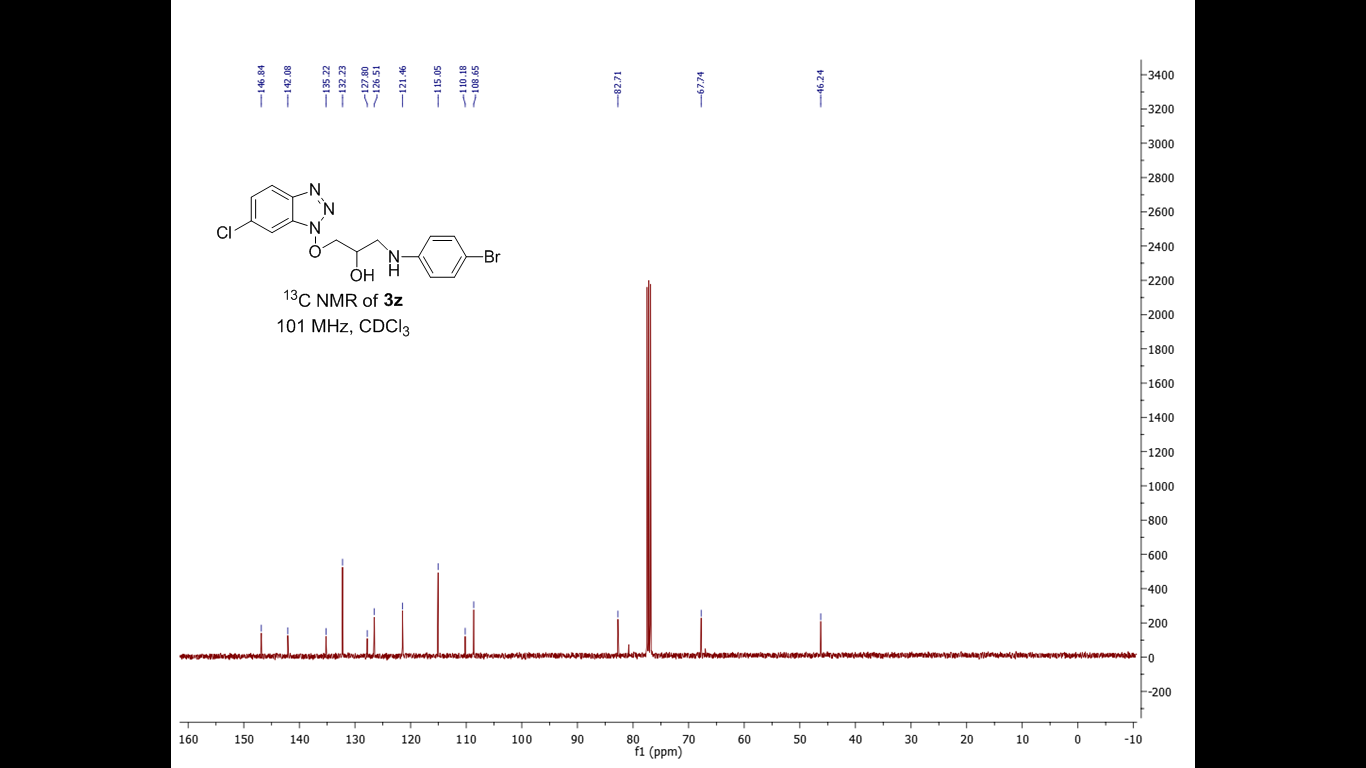 146.84
142.08
135.22
132.23
127.80
126.51
121.46
115.05
110.18
108.65
82.71
67.74
46.24
3400
3200
3000
2800
2600
2400
2200
2000
1800
1600
1400
1200
1000
800
600
400
200
0
-200
N
N
N
Cl
O
OH
N
H
Br
13C NMR of 3z
101 MHz, CDCl3
160 150 140 130 120 110 100 90 80 70 60 50 40 30 20 10 0 -10
f1 (ppm)